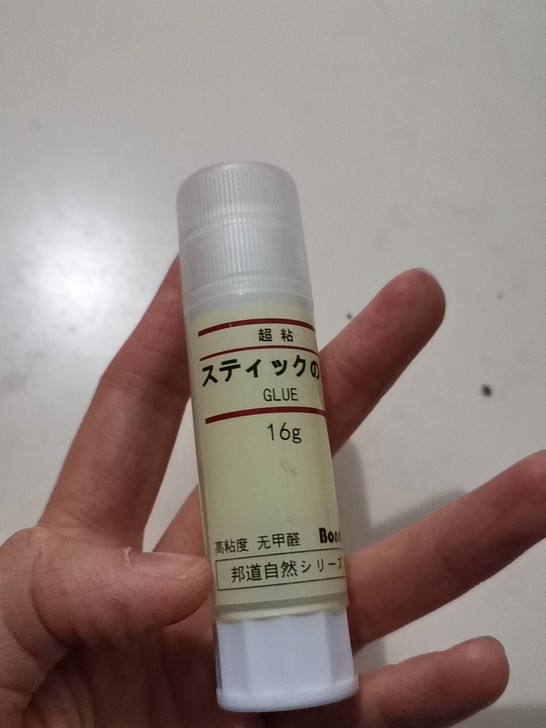 超粘
スティックの
GLUE
16g
高粘度 无甲醛
邦道自然シリーズ